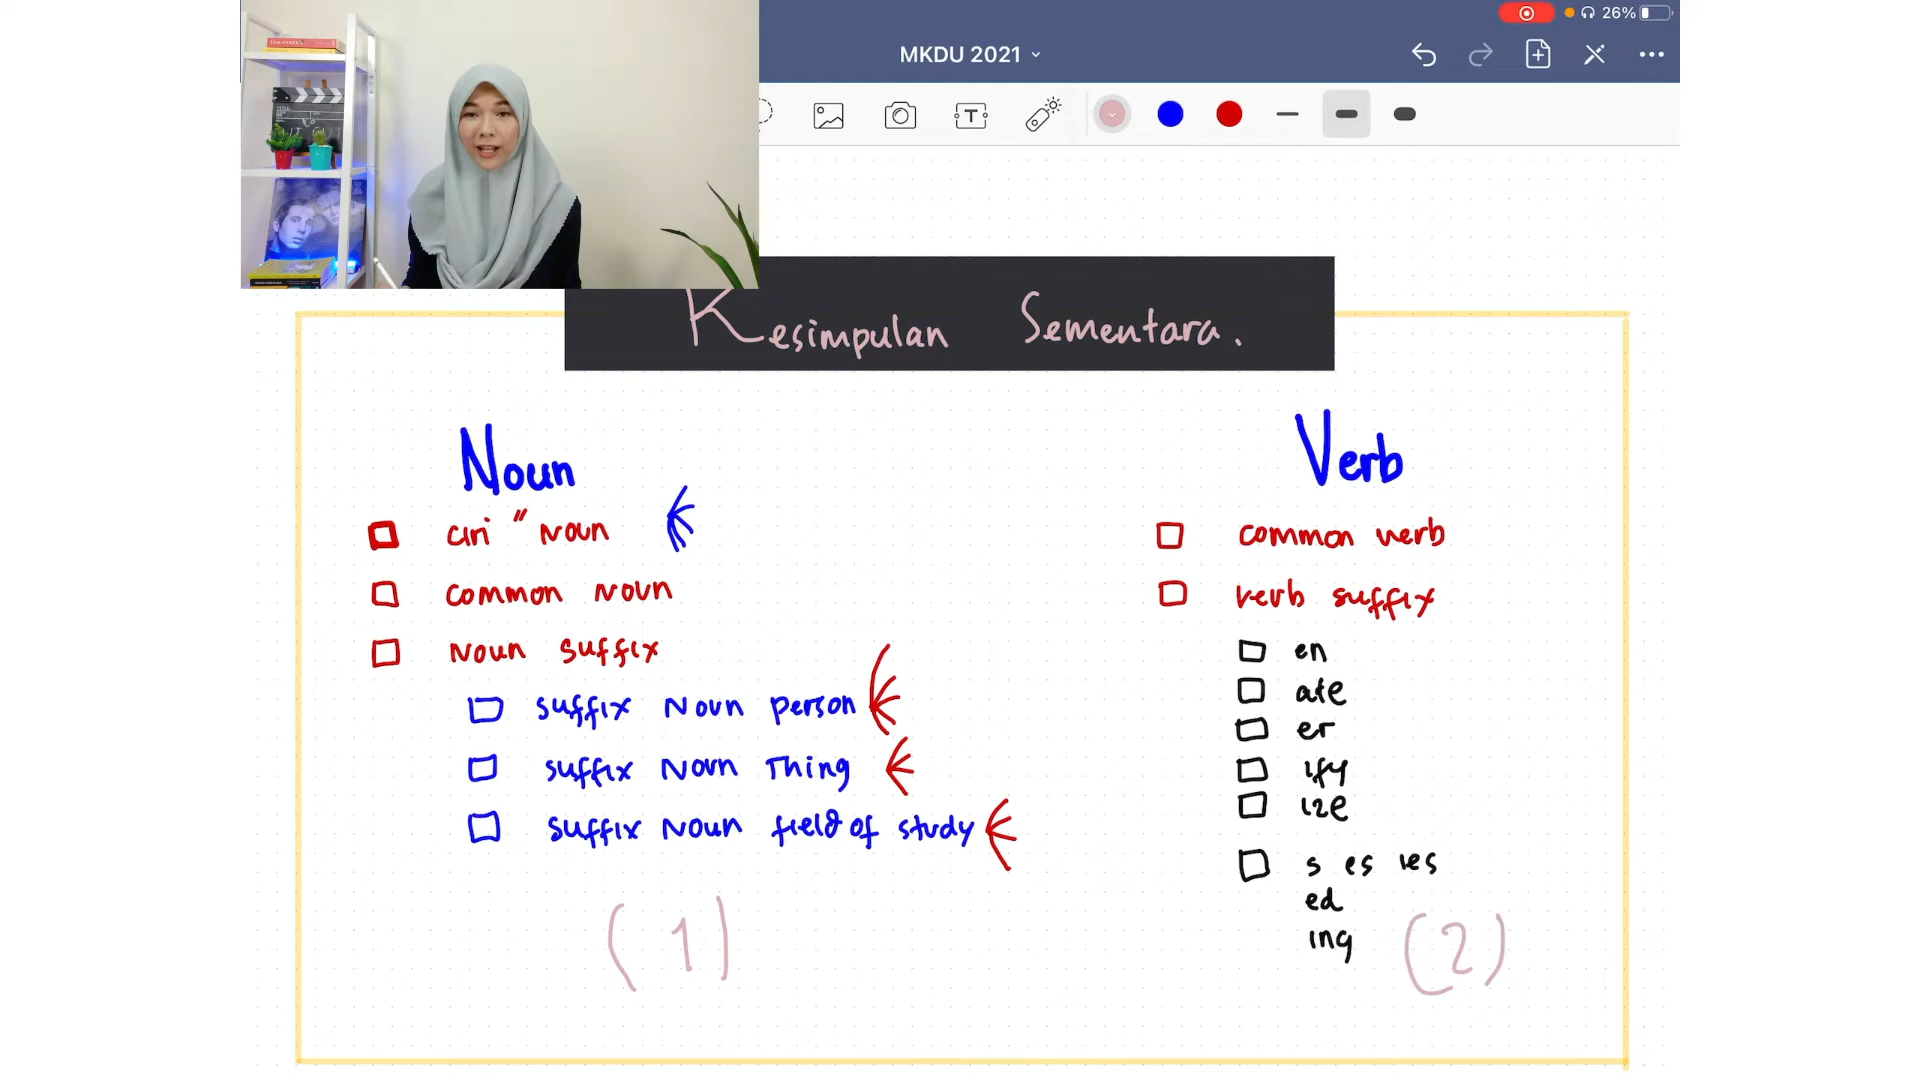 26%
MKDU 2021
T
Kesimpulan Sementara.
Noun
ciri " Noun
common Noun
Noun suffix
suffix Noun person
suffix Noun Thing
suffix Noun field of study
(1)
Verb
common verb
verb suffix
en
ate
er
ify
ize
s es ies
ed
ing
(2)